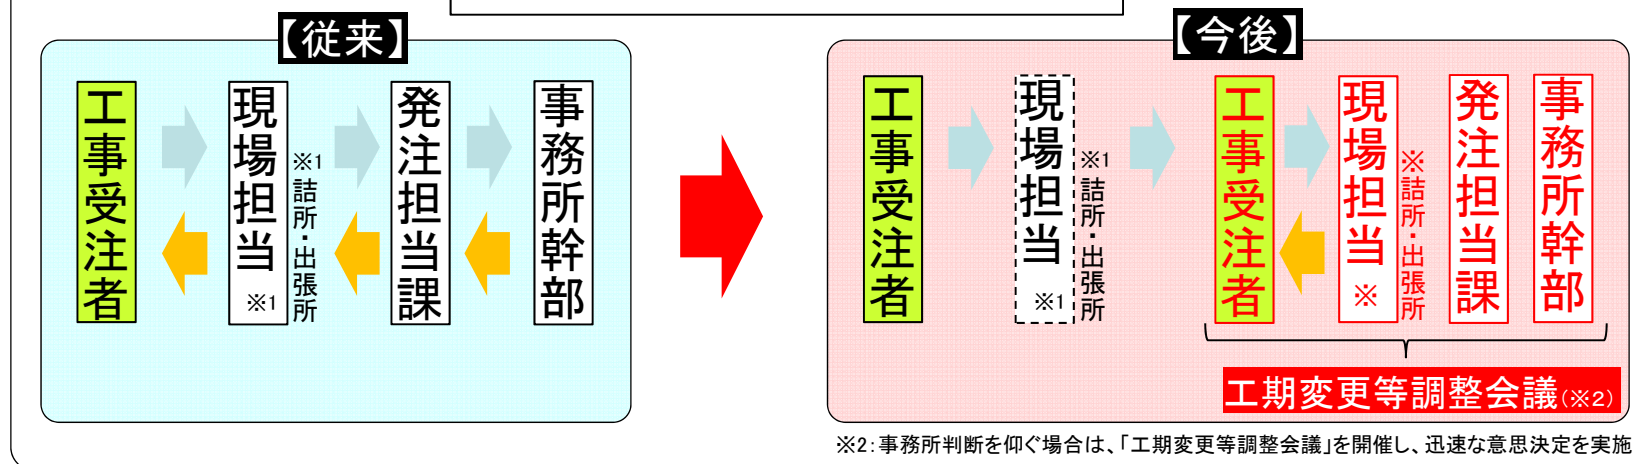 【従来】
工事受注者
現場担当 ※1
※1詰所・出張所
発注担当課
事務所幹部
【今後】
工事受注者
現場担当 ※1
※1詰所・出張所
工事受注者
現場担当 ※
※詰所・出張所
発注担当課
事務所幹部
工期変更等調整会議(※2)
※2:事務所判断を仰ぐ場合は、「工期変更等調整会議」を開催し、迅速な意思決定を実施